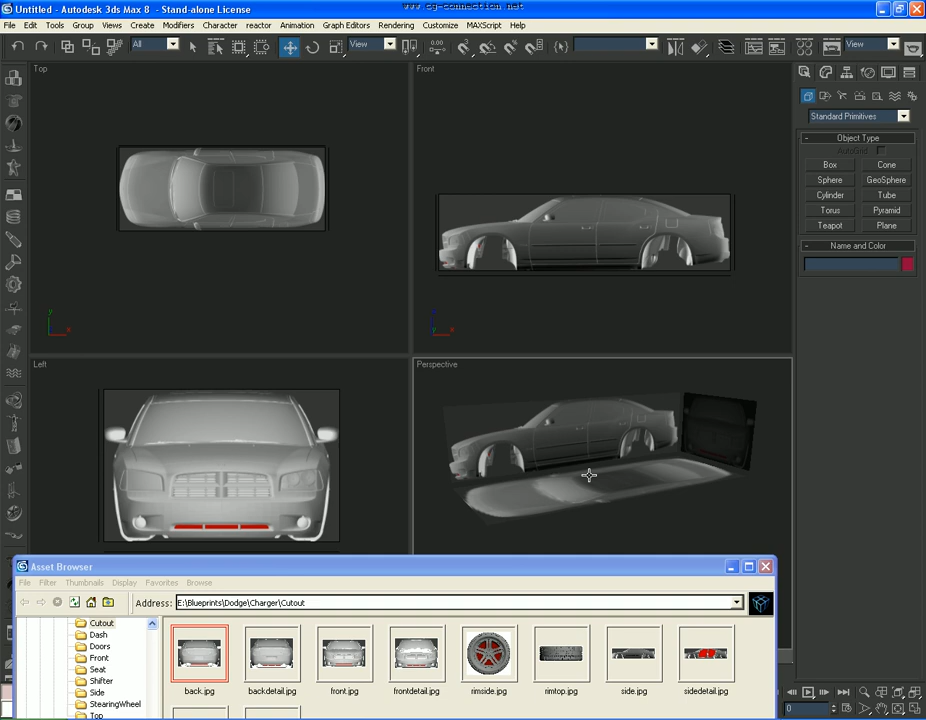 Untitled - Autodesk 3ds Max 8 - Stand-alone License
www.cg-connection.net
File Edit Tools Group Views Create Modifiers Character reactor Animation Graph Editors Rendering Customize MAXScript Help
All
View
View
Top
Front
Standard Primitives
- Object Type
AutoGrid
Box Cone
Sphere GeoSphere
Cylinder Tube
Torus Pyramid
Teapot Plane
- Name and Color
y x
z y x
Left
Perspective
Asset Browser
File Filter Thumbnails Display Favorites Browse
Address: E:\Blueprints\Dodge\Charger\Cutout
Cutout
Dash
Doors
Front
Seat
Shifter
Side
SteeringWheel
Top
back.jpg backdetail.jpg front.jpg frontdetail.jpg rimside.jpg rimtop.jpg side.jpg sidedetail.jpg
0